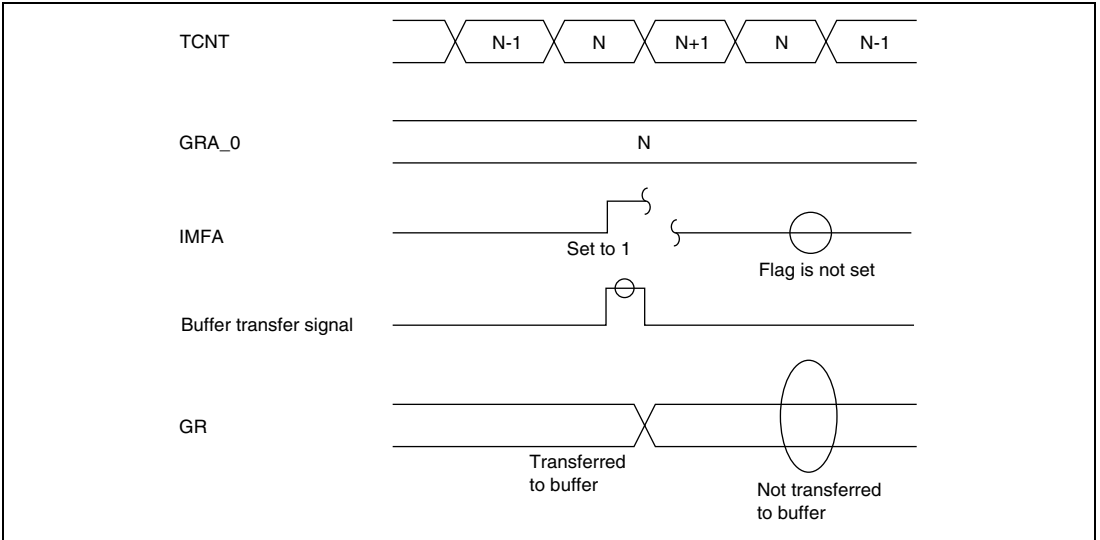 TCNT
N-1 N N+1 N N-1
GRA_0
N
IMFA
Set to 1
Flag is not set
Buffer transfer signal
GR
Transferred
to buffer
Not transferred
to buffer